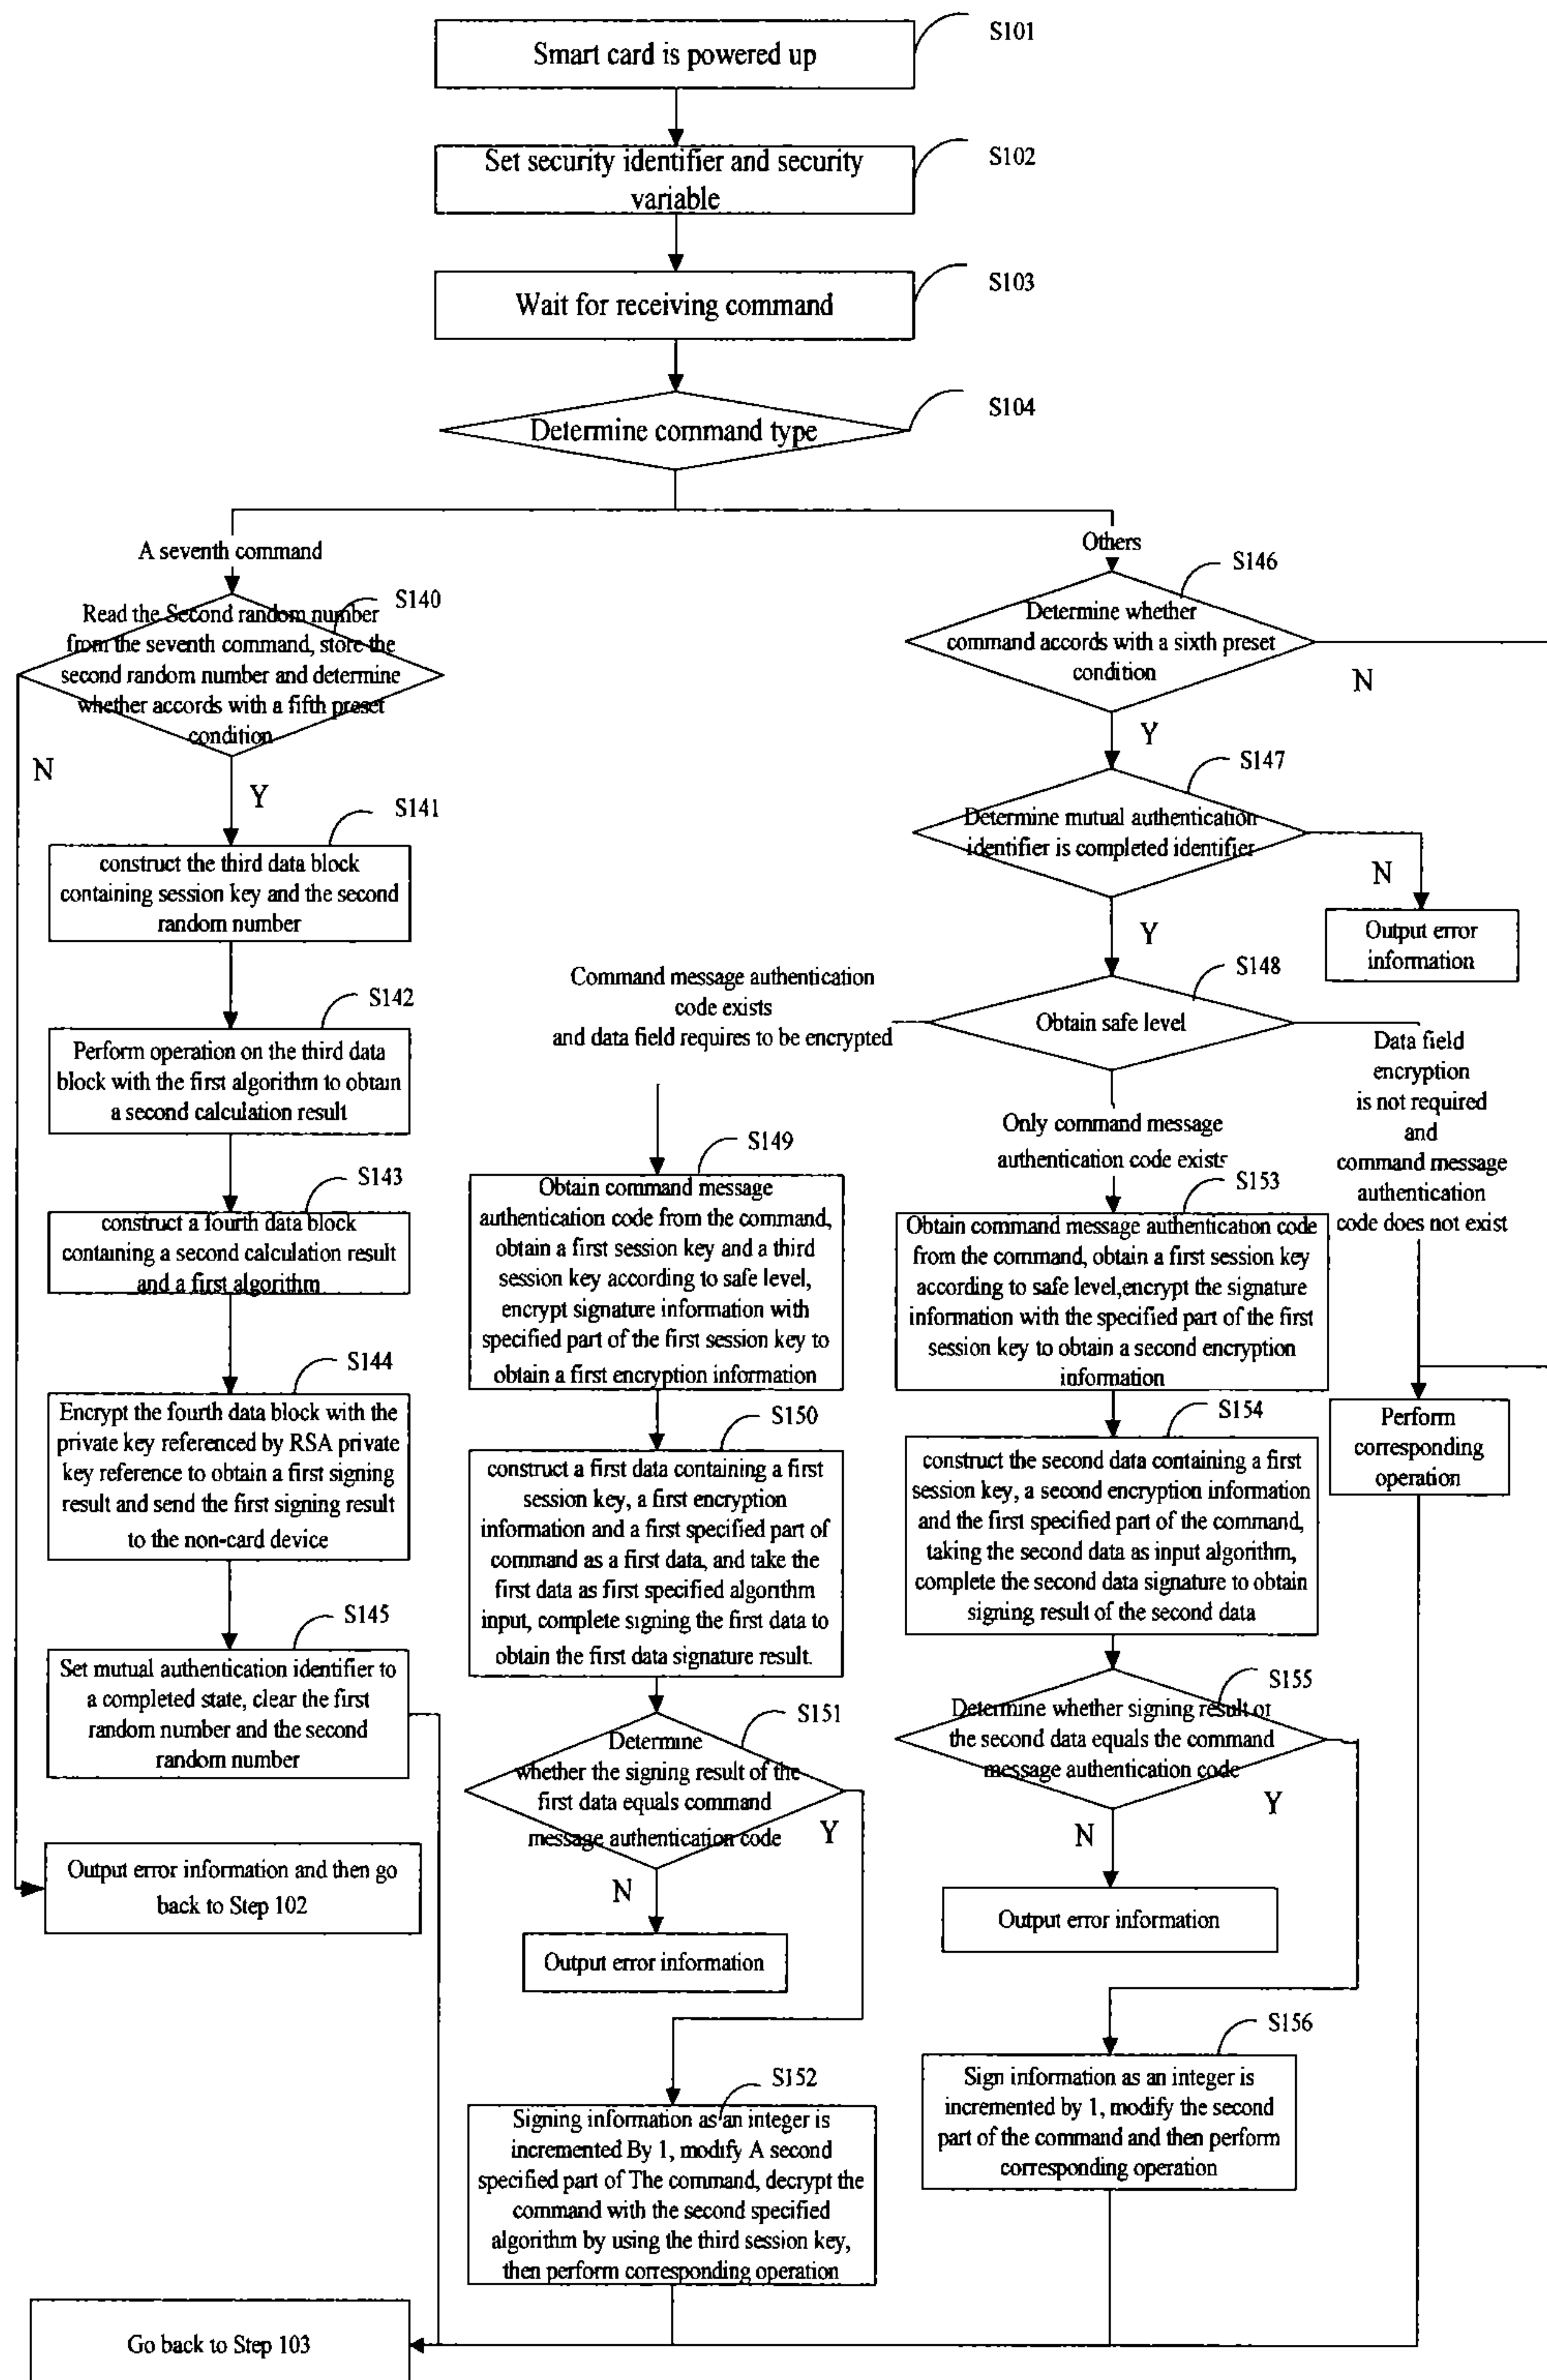 Smart card is powered up
S101
Set security identifier and security
variable
S102
Wait for receiving command
S103
Determine command type
S104
A seventh command
Read the Second random number
from the seventh command, store the
second random number and determine
whether accords with a fifth preset
condition
S140
N
Y
construct the third data block
containing session key and the second
random number
S141
Perform operation on the third data
block with the first algorithm to obtain
a second calculation result
S142
construct a fourth data block
containing a second calculation result
and a first algorithm
S143
Encrypt the fourth data block with the
private key referenced by RSA private
key reference to obtain a first signing
result and send the first signing result
to the non-card device
S144
Set mutual authentication identifier to
a completed state, clear the first
random number and the second
random number
S145
Output error information and then go
back to Step 102
Others
Determine whether
command accords with a sixth preset
condition
S146
N
Y
Determine mutual authentication
identifier is completed identifier
S147
N
Output error
information
Y
Obtain safe level
S148
Command message authentication
code exists
and data field requires to be encrypted
Only command message
authentication code exists
Data field
encryption
is not required
and
command message
authentication
code does not exist
Obtain command message
authentication code from the command,
obtain a first session key and a third
session key according to safe level,
encrypt signature information with
specified part of the first session key to
obtain a first encryption information
S149
construct a first data containing a first
session key, a first encryption
information and a first specified part of
command as a first data, and take the
first data as first specified algorithm
input, complete signing the first data to
obtain the first data signature result.
S150
Determine
whether the signing result of the
first data equals command
message authentication code
S151
Y
N
Output error information
Signing information as an integer is
incremented By 1, modify A second
specified part of The command, decrypt the
command with the second specified
algorithm by using the third session key,
then perform corresponding operation
S152
Obtain command message authentication code
from the command, obtain a first session key
according to safe level,encrypt the signature
information with the specified part of the first
session key to obtain a second encryption
information
S153
construct the second data containing a first
session key, a second encryption information
and the first specified part of the command,
taking the second data as input algorithm,
complete the second data signature to obtain
signing result of the second data
S154
Determine whether signing result of
the second data equals the command
message authentication code
S155
Y
N
Output error information
Sign information as an integer is
incremented by 1, modify the second
part of the command and then perform
corresponding operation
S156
Perform
corresponding
operation
Go back to Step 103